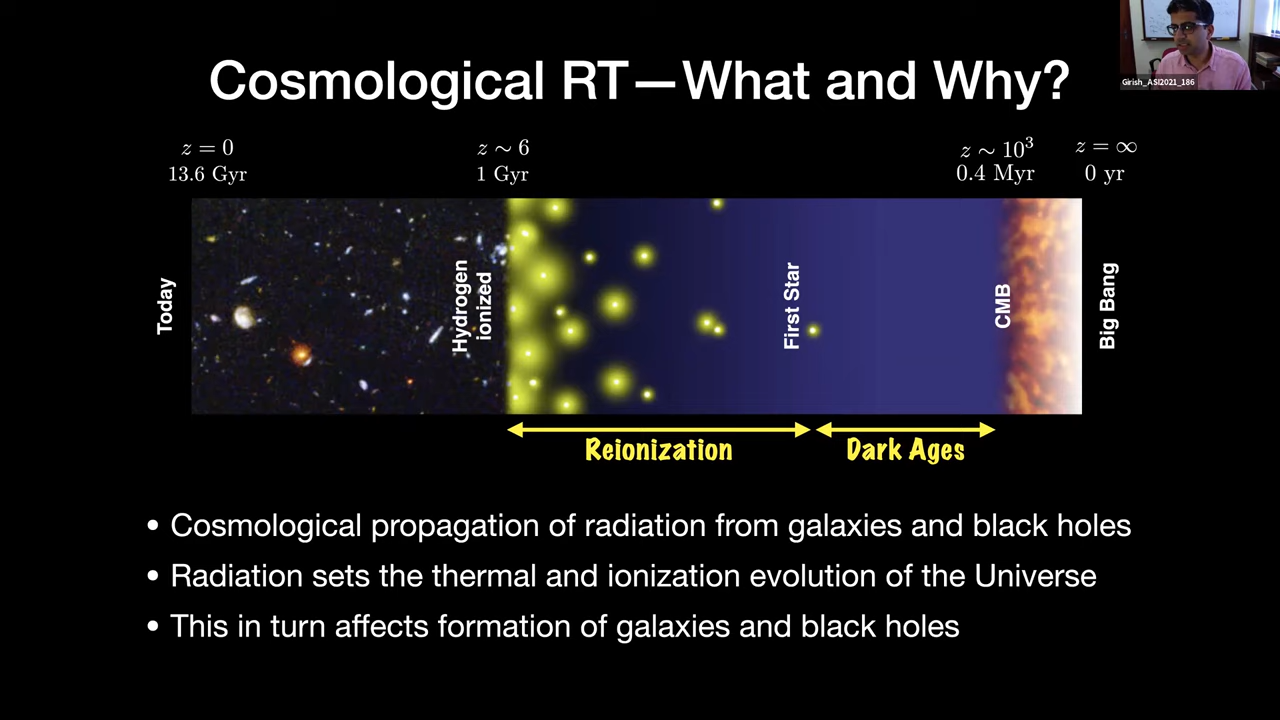 Cosmological RT—What and Why?
Girish_ASI2021_186
z = 0
13.6 Gyr
z ∼ 6
1 Gyr
z ∼ 10³
0.4 Myr
z = ∞
0 yr
Today
Hydrogen
ionized
First Star
CMB
Big Bang
Reionization
Dark Ages
• Cosmological propagation of radiation from galaxies and black holes
• Radiation sets the thermal and ionization evolution of the Universe
• This in turn affects formation of galaxies and black holes